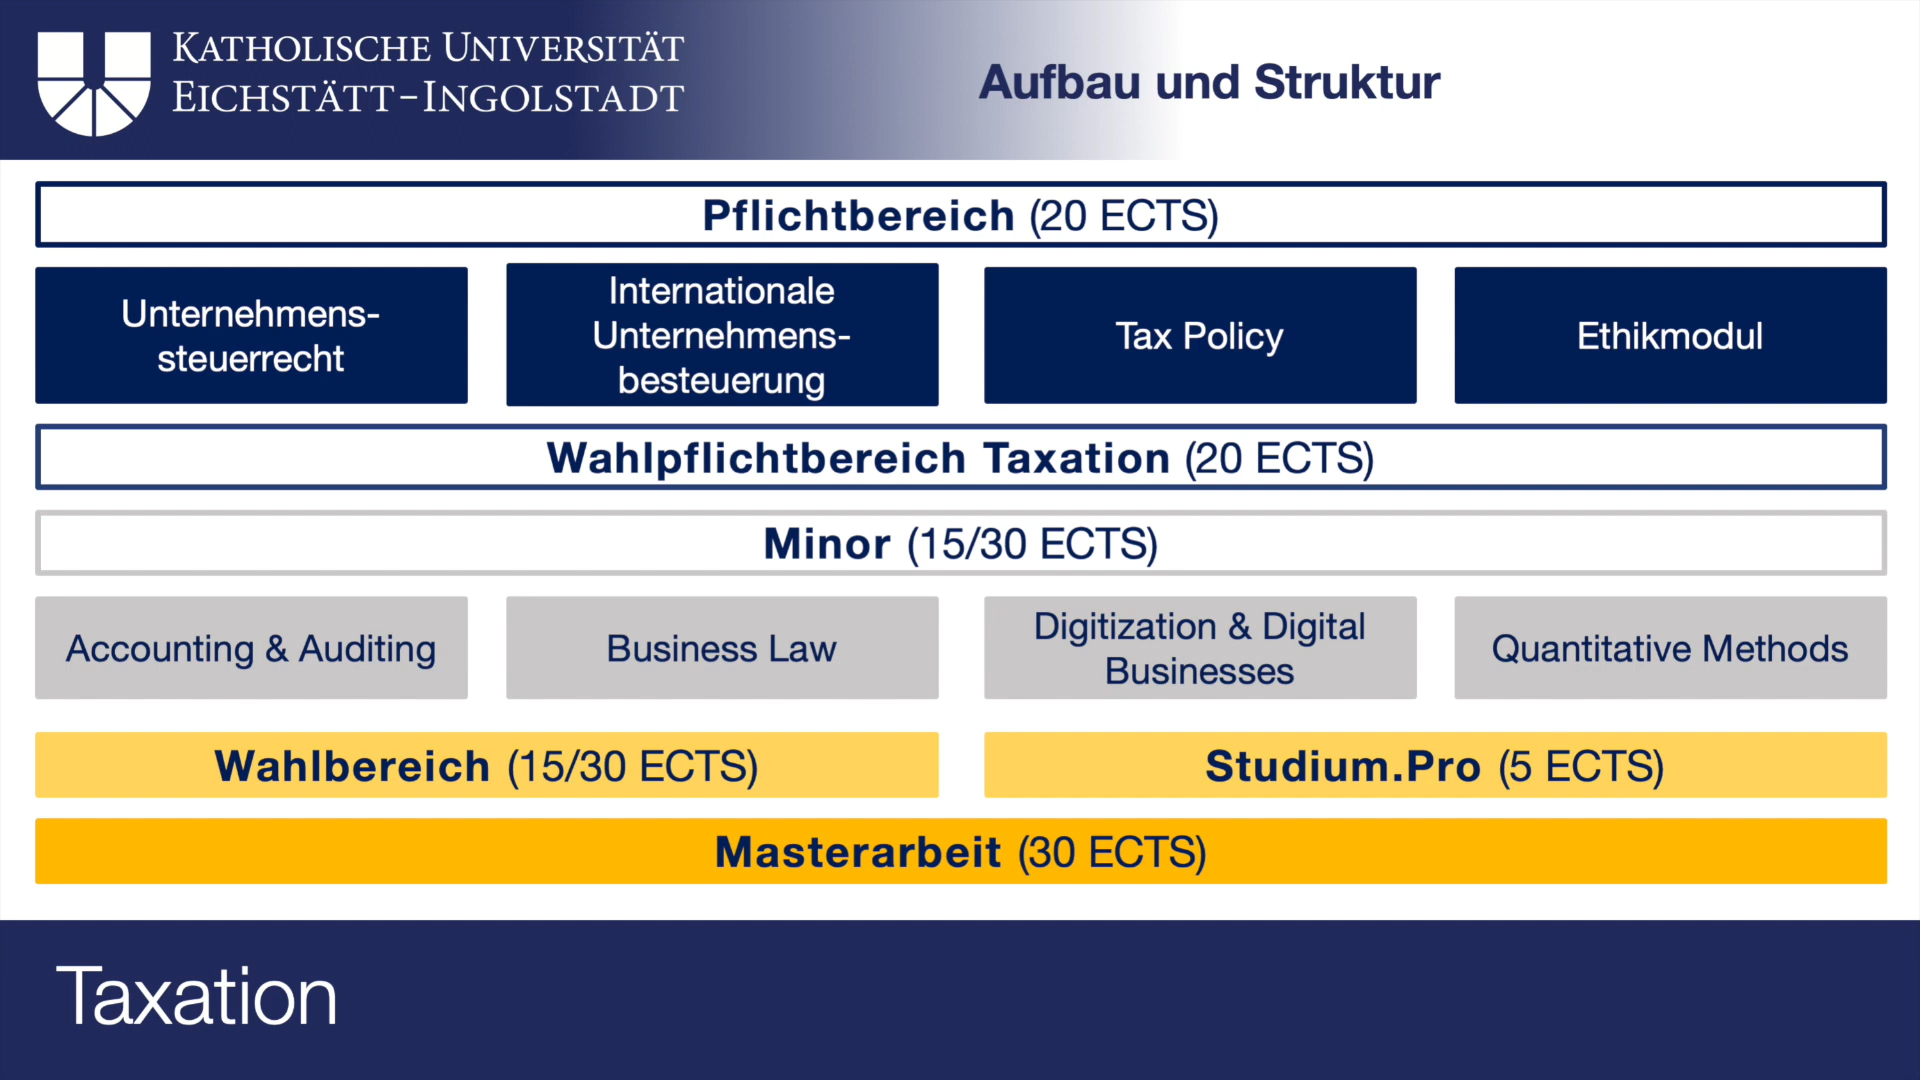 KATHOLISCHE UNIVERSITÄT
EICHSTÄTT-INGOLSTADT
Aufbau und Struktur
Pflichtbereich (20 ECTS)
Unternehmens-
steuerrecht
Internationale
Unternehmens-
besteuerung
Tax Policy
Ethikmodul
Wahlpflichtbereich Taxation (20 ECTS)
Minor (15/30 ECTS)
Accounting & Auditing
Business Law
Digitization & Digital
Businesses
Quantitative Methods
Wahlbereich (15/30 ECTS)
Studium.Pro (5 ECTS)
Masterarbeit (30 ECTS)
Taxation